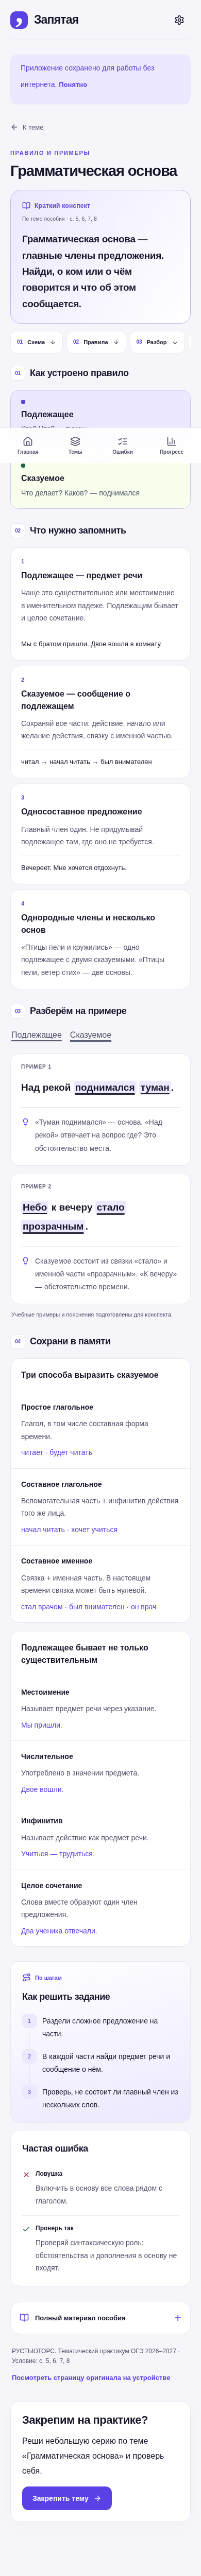 Запятая
Приложение сохранено для работы без
интернета. Понятно
К теме
ПРАВИЛО И ПРИМЕРЫ
Грамматическая основа
Краткий конспект
По теме пособия · с. 5, 6, 7, 8
Грамматическая основа —
главные члены предложения.
Найди, о ком или о чём
говорится и что об этом
сообщается.
01 Схема
02 Правила
03 Разбор
01 Как устроено правило
Подлежащее
Главная
Темы
Ошибки
Прогресс
Сказуемое
Что делает? Каков? — поднимался
02 Что нужно запомнить
1
Подлежащее — предмет речи
Чаще это существительное или местоимение
в именительном падеже. Подлежащим бывает
и целое сочетание.
Мы с братом пришли. Двое вошли в комнату.
2
Сказуемое — сообщение о
подлежащем
Сохраняй все части: действие, начало или
желание действия, связку с именной частью.
читал → начал читать → был внимателен
3
Односоставное предложение
Главный член один. Не придумывай
подлежащее там, где оно не требуется.
Вечереет. Мне хочется отдохнуть.
4
Однородные члены и несколько
основ
«Птицы пели и кружились» — одно
подлежащее с двумя сказуемыми. «Птицы
пели, ветер стих» — две основы.
03 Разберём на примере
Подлежащее Сказуемое
ПРИМЕР 1
Над рекой поднимался туман.
«Туман поднимался» — основа. «Над
рекой» отвечает на вопрос где? Это
обстоятельство места.
ПРИМЕР 2
Небо к вечеру стало
прозрачным.
Сказуемое состоит из связки «стало» и
именной части «прозрачным». «К вечеру»
— обстоятельство времени.
Учебные примеры и пояснения подготовлены для конспекта.
04 Сохрани в памяти
Три способа выразить сказуемое
Простое глагольное
Глагол, в том числе составная форма
времени.
читает · будет читать
Составное глагольное
Вспомогательная часть + инфинитив действия
того же лица.
начал читать · хочет учиться
Составное именное
Связка + именная часть. В настоящем
времени связка может быть нулевой.
стал врачом · был внимателен · он врач
Подлежащее бывает не только
существительным
Местоимение
Называет предмет речи через указание.
Мы пришли.
Числительное
Употреблено в значении предмета.
Двое вошли.
Инфинитив
Называет действие как предмет речи.
Учиться — трудиться.
Целое сочетание
Слова вместе образуют один член
предложения.
Два ученика отвечали.
По шагам
Как решить задание
1 Раздели сложное предложение на
части.
2 В каждой части найди предмет речи и
сообщение о нём.
3 Проверь, не состоит ли главный член из
нескольких слов.
Частая ошибка
Ловушка
Включить в основу все слова рядом с
глаголом.
Проверь так
Проверяй синтаксическую роль:
обстоятельства и дополнения в основу не
входят.
Полный материал пособия
РУСТЬЮТОРС. Тематический практикум ОГЭ 2026–2027 ·
Условие: с. 5, 6, 7, 8
Посмотреть страницу оригинала на устройстве
Закрепим на практике?
Реши небольшую серию по теме
«Грамматическая основа» и проверь
себя.
Закрепить тему